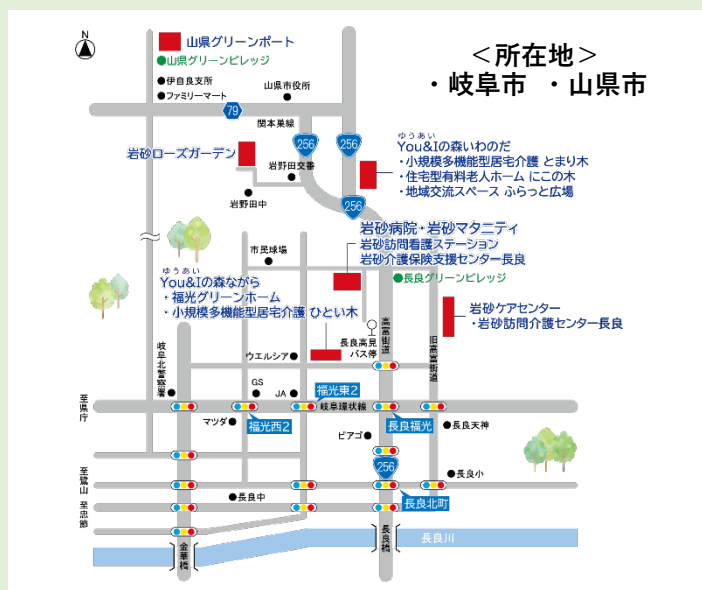 N
山県グリーンポート
●山県グリーンビレッジ
●伊自良支所
●ファミリーマート
山県市役所
＜所在地＞
・岐阜市 ・山県市
79
関本巣線
256
256
岩砂ローズガーデン
岩野田交番
岩野田中
256
ゆうあい
You&Iの森いわのだ
・小規模多機能型居宅介護 とまり木
・住宅型有料老人ホーム にこの木
・地域交流スペース ふらっと広場
岩砂病院・岩砂マタニティ
岩砂訪問看護ステーション
岩砂介護保険支援センター長良
市民球場
●長良グリーンビレッジ
ゆうあい
You&Iの森ながら
・福光グリーンホーム
・小規模多機能型居宅介護 ひとい木
岩砂ケアセンター
・岩砂訪問介護センター長良
長良高見
バス停
高富街道
旧高富街道
ウエルシア●
岐阜北警察署
GS
JA
福光東2
至県庁
岐阜環状線
マツダ
福光西2
長良福光
ピアゴ
●長良天神
256
至鷺山
●長良小
●長良中
長良北町
至忠節
金華橋
長良橋
長良川